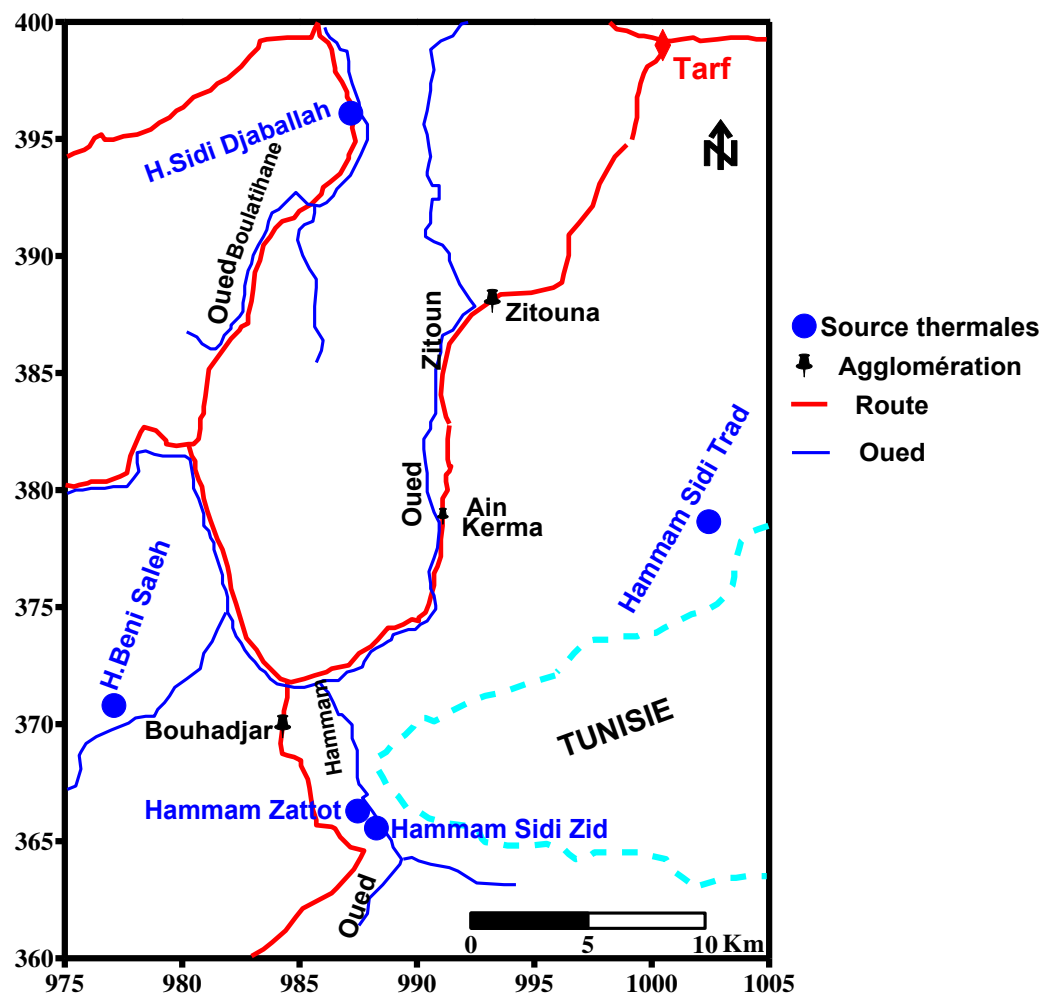 400
395
390
385
380
375
370
365
360
975
980
985
990
995
1000
1005
Tarf
N
H.Sidi Djaballah
Oued Boulatihane
Zitouna
Oued Zitoun
Ain
Kerma
Hammam Sidi Trad
H.Beni Saleh
Bouhadjar
Oued Hammam
TUNISIE
Hammam Zattot
Hammam Sidi Zid
0 5 10 Km
Source thermales
Agglomération
Route
Oued